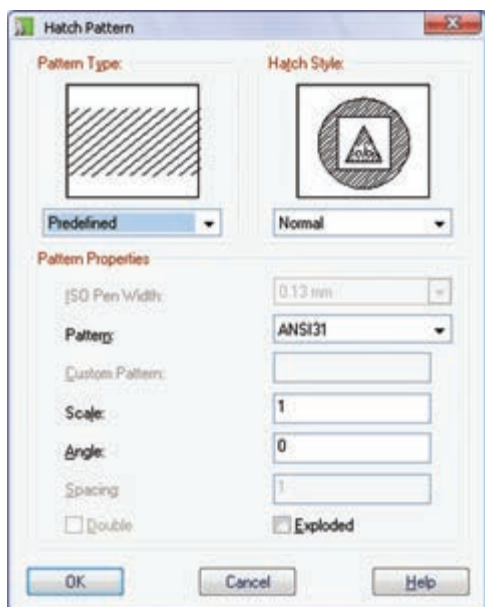 Hatch Pattern
Pattern Type:
Hatch Style:
Predefined
Normal
Pattern Properties
ISO Pen Width:
0.13 mm
Pattern:
ANSI31
Custom Pattern:
Scale:
1
Angle:
0
Spacing:
1
Double
Exploded
OK
Cancel
Help